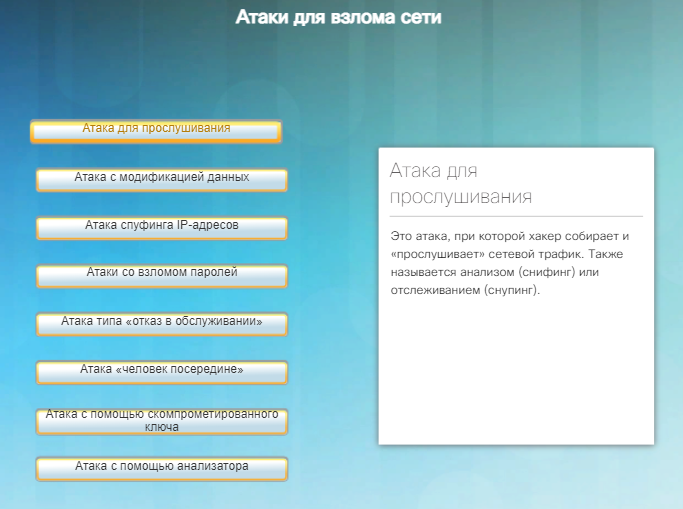 Атаки для взлома сети
Атака для прослушивания
Атака с модификацией данных
Атака спуфинга IP-адресов
Атаки со взломом паролей
Атака типа «отказ в обслуживании»
Атака «человек посередине»
Атака с помощью скомпрометированного
ключа
Атака с помощью анализатора
Атака для
прослушивания
Это атака, при которой хакер собирает и
«прослушивает» сетевой трафик. Также
называется анализом (снифинг) или
отслеживанием (снупинг).